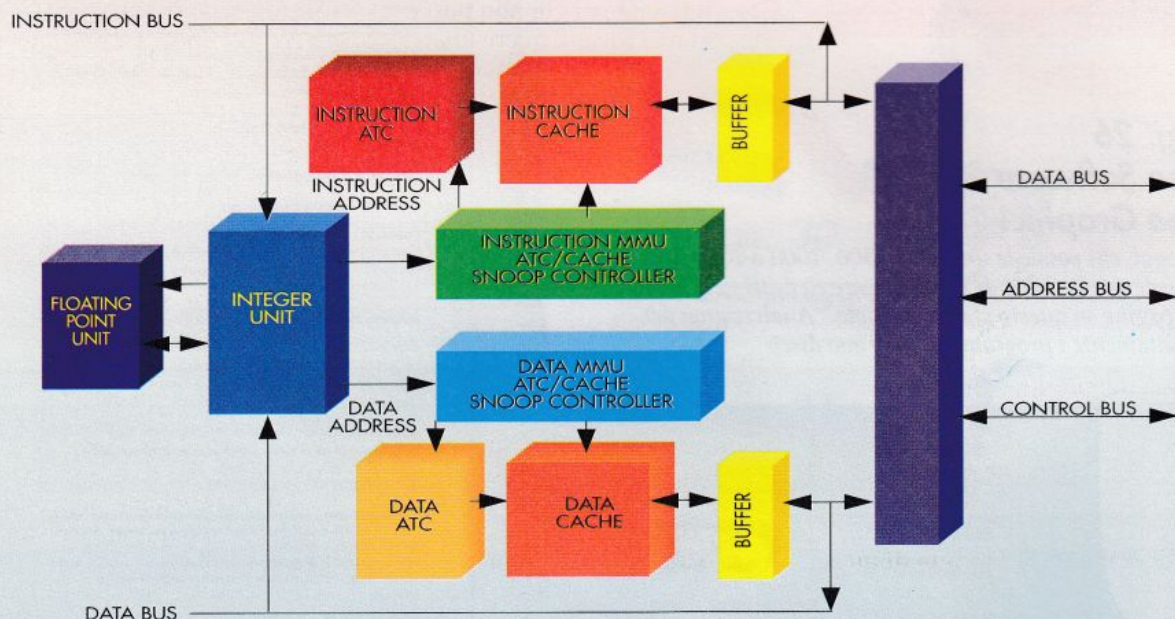 INSTRUCTION BUS
INSTRUCTION
ATC
INSTRUCTION
CACHE
BUFFER
INSTRUCTION
ADDRESS
DATA BUS
INSTRUCTION MMU
ATC/CACHE
SNOOP CONTROLLER
FLOATING
POINT
UNIT
INTEGER
UNIT
ADDRESS BUS
DATA MMU
ATC/CACHE
SNOOP CONTROLLER
DATA
ADDRESS
CONTROL BUS
DATA
ATC
DATA
CACHE
BUFFER
DATA BUS